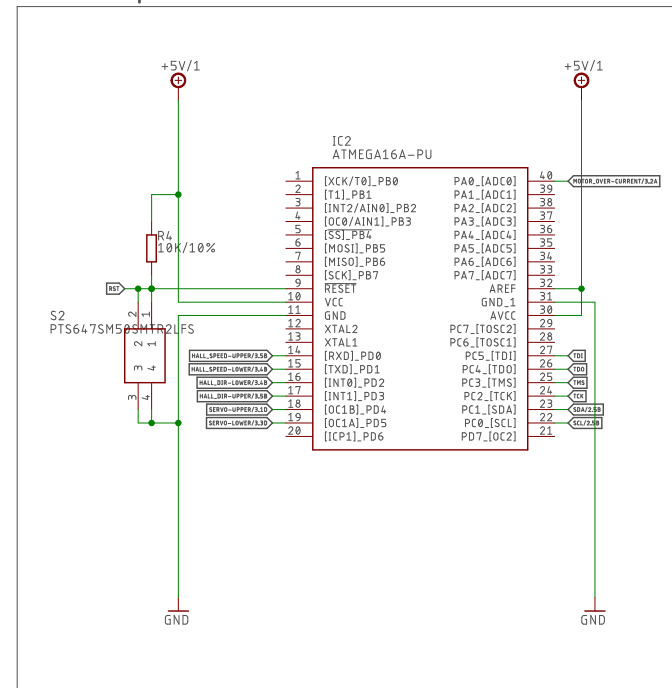 +5V/1
+5V/1
IC2
ATMEGA16A-PU
1 [XCK/T0]_PB0 PA0_[ADC0] 40 MOTOR_OVER-CURRENT/3.2A
2 [T1]_PB1 PA1_[ADC1] 39
3 [INT2/AIN0]_PB2 PA2_[ADC2] 38
4 [OC0/AIN1]_PB3 PA3_[ADC3] 37
5 [SS]_PB4 PA4_[ADC4] 36
6 [MOSI]_PB5 PA5_[ADC5] 35
7 [MISO]_PB6 PA6_[ADC6] 34
8 [SCK]_PB7 PA7_[ADC7] 33
R4
10K/10%
RST 9 RESET AREF 32
10 VCC GND_1 31
11 GND AVCC 30
12 XTAL2 PC7_[TOSC2] 29
13 XTAL1 PC6_[TOSC1] 28
HALL_SPEED-UPPER/3.5B 14 [RXD]_PD0 PC5_[TDI] 27 TDI
HALL_SPEED-LOWER/3.4B 15 [TXD]_PD1 PC4_[TDO] 26 TDO
HALL_DIR-LOWER/3.4B 16 [INT0]_PD2 PC3_[TMS] 25 TMS
HALL_DIR-UPPER/3.5B 17 [INT1]_PD3 PC2_[TCK] 24 TCK
SERVO-UPPER/3.1D 18 [OC1B]_PD4 PC1_[SDA] 23 SDA/2.5B
SERVO-LOWER/3.3D 19 [OC1A]_PD5 PC0_[SCL] 22 SCL/2.5B
20 [ICP1]_PD6 PD7_[OC2] 21
S2
PTS647SM50SMTR2LFS
2 1
2 1
3 4
3 4
GND
GND